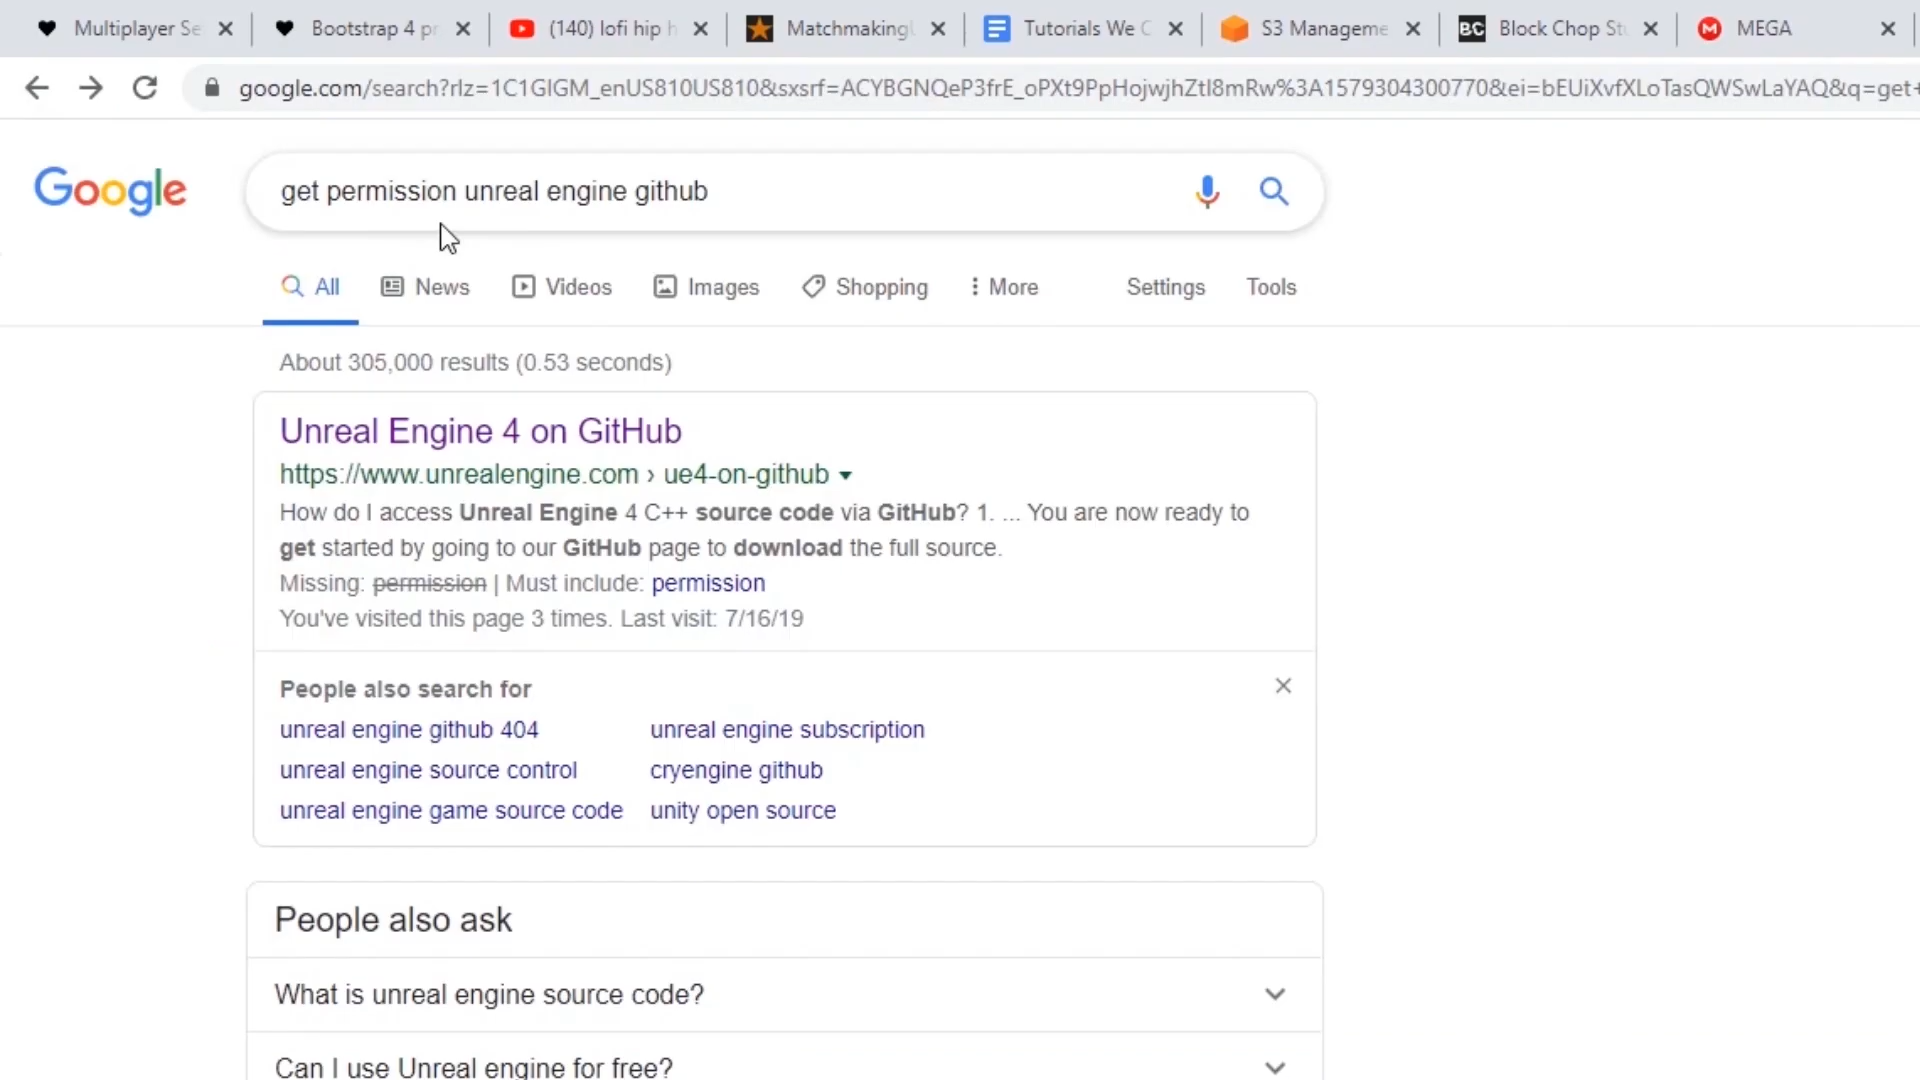 Multiplayer Se
Bootstrap 4 pr
(140) lofi hip h
Matchmaking
Tutorials We C
S3 Manageme
BC Block Chop Stu
M MEGA
google.com/search?rlz=1C1GIGM_enUS810US810&sxsrf=ACYBGNQeP3frE_oPXt9PpHojwjhZtI8mRw%3A1579304300770&ei=bEUiXvfXLoTasQWSwLaYAQ&q=get+
Google
get permission unreal engine github
All
News
Videos
Images
Shopping
More
Settings
Tools
About 305,000 results (0.53 seconds)
Unreal Engine 4 on GitHub
https://www.unrealengine.com › ue4-on-github
How do I access Unreal Engine 4 C++ source code via GitHub? 1. ... You are now ready to
get started by going to our GitHub page to download the full source.
Missing: permission | Must include: permission
You've visited this page 3 times. Last visit: 7/16/19
People also search for
unreal engine github 404
unreal engine subscription
unreal engine source control
cryengine github
unreal engine game source code
unity open source
People also ask
What is unreal engine source code?
Can I use Unreal engine for free?